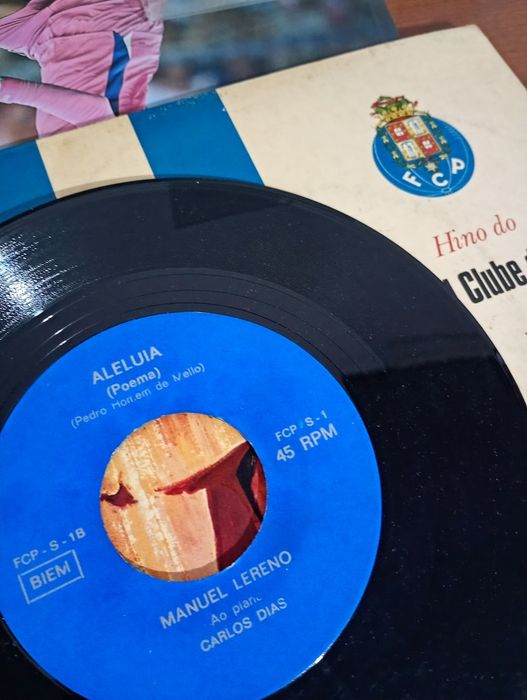 FCP
Hino do
Clube
ALELUIA
(Poema)
(Pedro Homem de Mello)
FCP/S-1
45 RPM
FCP-S-1B
BIEM
MANUEL LERENO
Ao piano
CARLOS DIAS